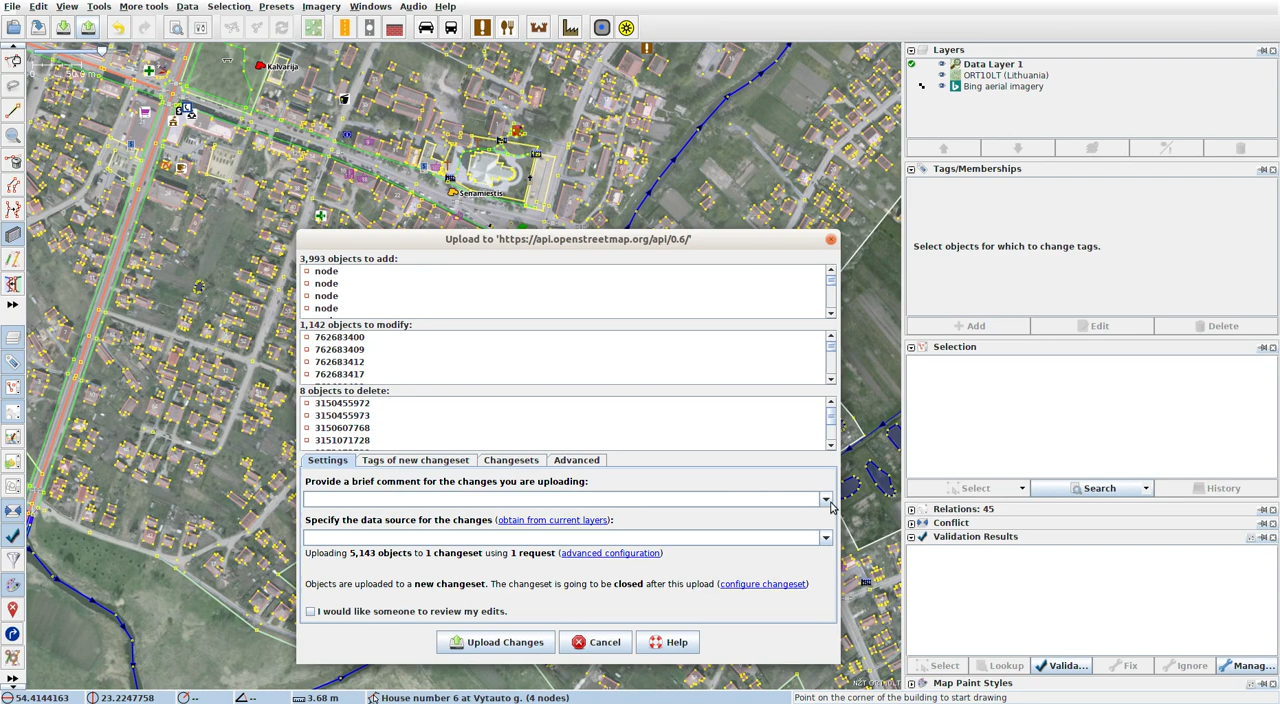 File Edit View Tools More tools Data Selection Presets Imagery Windows Audio Help
0 50.0 m
Kalvarija
Senamiestis
Layers
Data Layer 1
ORT10LT (Lithuania)
Bing aerial imagery
Tags/Memberships
Select objects for which to change tags.
Add Edit Delete
Selection
Select Search History
Relations: 45
Conflict
Validation Results
Select Lookup Valida... Fix Ignore Manag...
Map Paint Styles
Upload to 'https://api.openstreetmap.org/api/0.6/'
3,993 objects to add:
node
node
node
node
1,142 objects to modify:
762683400
762683409
762683412
762683417
8 objects to delete:
3150455972
3150455973
3150607768
3151071728
Settings Tags of new changeset Changesets Advanced
Provide a brief comment for the changes you are uploading:
Specify the data source for the changes (obtain from current layers):
Uploading 5,143 objects to 1 changeset using 1 request (advanced configuration)
Objects are uploaded to a new changeset. The changeset is going to be closed after this upload (configure changeset)
I would like someone to review my edits.
Upload Changes Cancel Help
54.4144163 23.2247758 -- -- 3.68 m House number 6 at Vytauto g. (4 nodes) Point on the corner of the building to start drawing